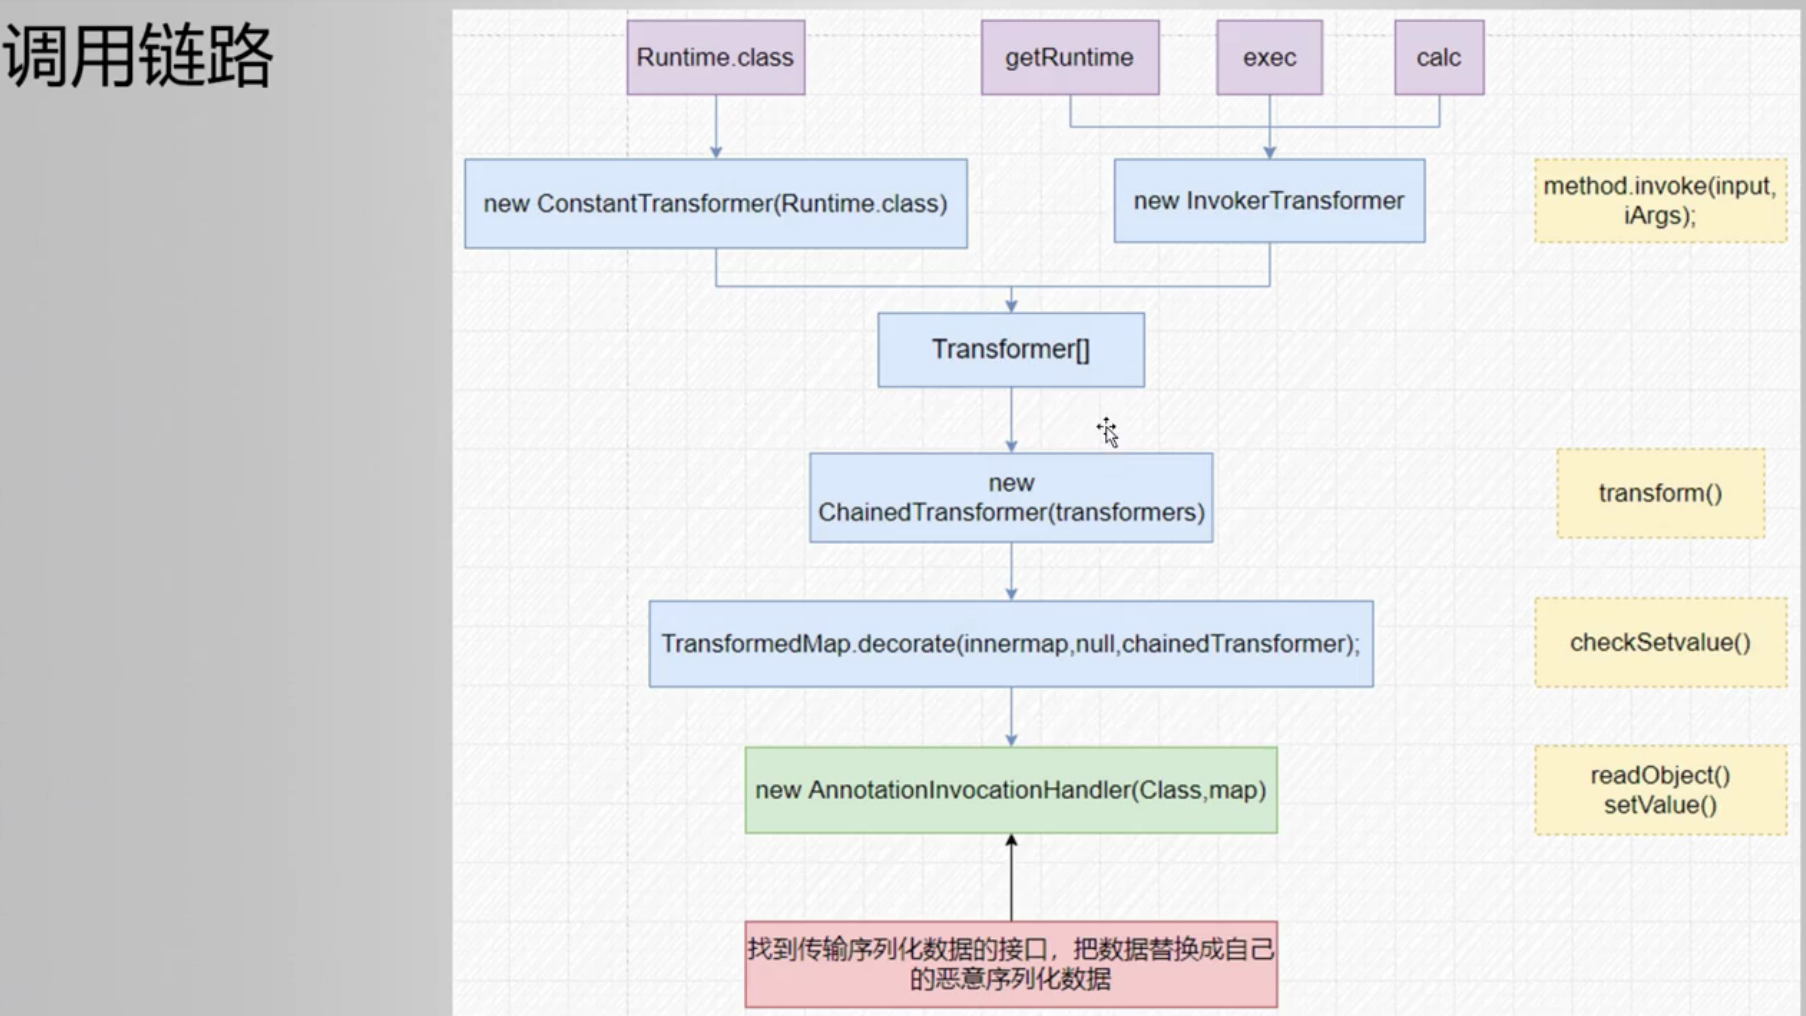 调用链路
Runtime.class
getRuntime
exec
calc
new ConstantTransformer(Runtime.class)
new InvokerTransformer
method.invoke(input,
iArgs);
Transformer[]
new
ChainedTransformer(transformers)
transform()
TransformedMap.decorate(innermap,null,chainedTransformer);
checkSetvalue()
new AnnotationInvocationHandler(Class,map)
readObject()
setValue()
找到传输序列化数据的接口，把数据替换成自己
的恶意序列化数据